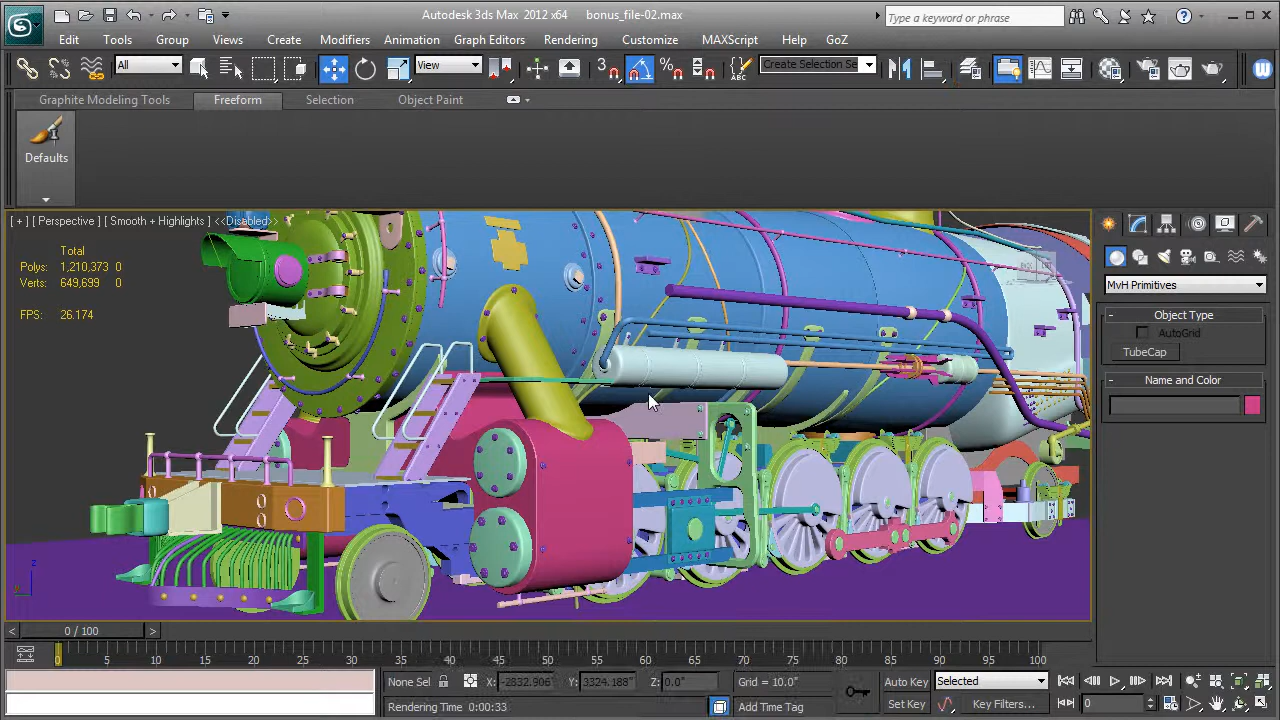 Autodesk 3ds Max 2012 x64 bonus_file-02.max
Type a keyword or phrase
Edit Tools Group Views Create Modifiers Animation Graph Editors Rendering Customize MAXScript Help GoZ
All View Create Selection Se
Graphite Modeling Tools Freeform Selection Object Paint
Defaults
[ + ] [ Perspective ] [ Smooth + Highlights ] <<Disabled>>
Total
Polys: 1,210,373 0
Verts: 649,699 0
FPS: 26.174
MvH Primitives
- Object Type
AutoGrid
TubeCap
- Name and Color
< 0 / 100 >
0 5 10 15 20 25 30 35 40 45 50 55 60 65 70 75 80 85 90 95 100
None Sel X: -2832.906" Y: 3324.188" Z: 0.0" Grid = 10.0" Auto Key Selected
Rendering Time 0:00:33 Add Time Tag Set Key Key Filters... 0